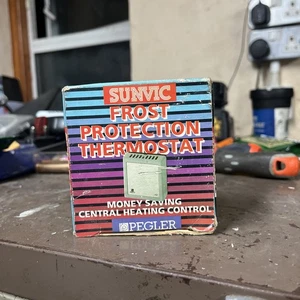 SUNVIC
FROST
PROTECTION
THERMOSTAT
MONEY SAVING
CENTRAL HEATING CONTROL
PEGLER